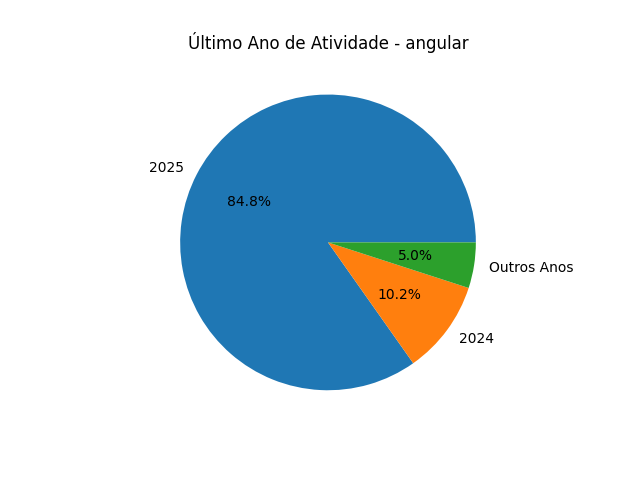 Último Ano de Atividade - angular
2025
84.8%
5.0%
Outros Anos
10.2%
2024